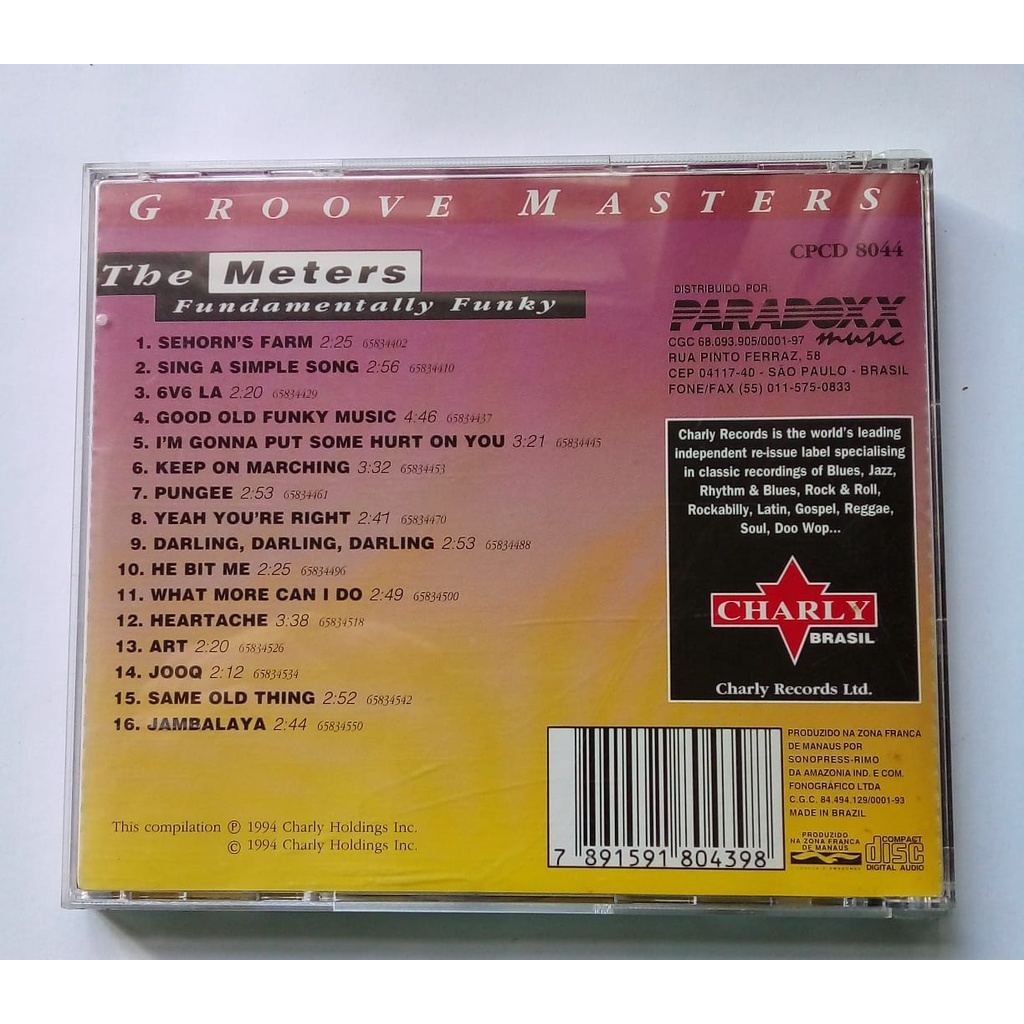 GROOVE MASTERS
CPCD 8044
The Meters
Fundamentally Funky
1. SEHORN'S FARM 2:25 65834402
2. SING A SIMPLE SONG 2:56 65834410
3. 6V6 LA 2:20 65834429
4. GOOD OLD FUNKY MUSIC 4:46 65834437
5. I'M GONNA PUT SOME HURT ON YOU 3:21 65834445
6. KEEP ON MARCHING 3:32 65834453
7. PUNGEE 2:53 65834461
8. YEAH YOU'RE RIGHT 2:41 65834470
9. DARLING, DARLING, DARLING 2:53 65834488
10. HE BIT ME 2:25 65834496
11. WHAT MORE CAN I DO 2:49 65834500
12. HEARTACHE 3:38 65834518
13. ART 2:20 65834526
14. JOOQ 2:12 65834534
15. SAME OLD THING 2:52 65834542
16. JAMBALAYA 2:44 65834550
DISTRIBUIDO POR:
PARADOXX
music
CGC 68.093.905/0001-97
RUA PINTO FERRAZ, 58
CEP 04117-40 - SÃO PAULO - BRASIL
FONE/FAX (55) 011-575-0833
Charly Records is the world's leading
independent re-issue label specialising
in classic recordings of Blues, Jazz,
Rhythm & Blues, Rock & Roll,
Rockabilly, Latin, Gospel, Reggae,
Soul, Doo Wop...
CHARLY
BRASIL
Charly Records Ltd.
This compilation ℗ 1994 Charly Holdings Inc.
© 1994 Charly Holdings Inc.
7 891591 804398
PRODUZIDO NA ZONA FRANCA
DE MANAUS POR
SONOPRESS-RIMO
DA AMAZONIA IND. E COM.
FONOGRÁFICO LTDA
C.G.C. 84.494.129/0001-93
MADE IN BRAZIL
PRODUZIDO
NA ZONA FRANCA
DE MANAUS
COMPACT
disc
DIGITAL AUDIO